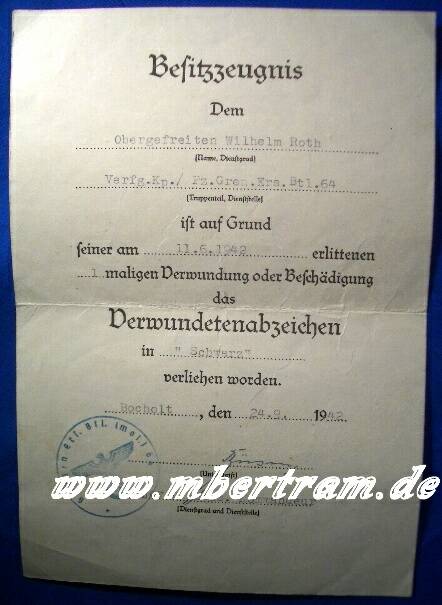 Besitzzeugnis
Dem
Obergefreiten Wilhelm Roth
(Name, Dienstgrad)
Verfg.Kp./ Pz.Gren.Ers.Btl.64
(Truppenteil, Dienststelle)
ist auf Grund
seiner am 11.6.1942 erlittenen
1 maligen Verwundung oder Beschädigung
das
Verwundetenabzeichen
in "Schwarz"
verliehen worden.
Bocholt, den 24.9. 1942
(Unterschrift)
www.mbertram.de
(Dienstgrad und Dienststelle)